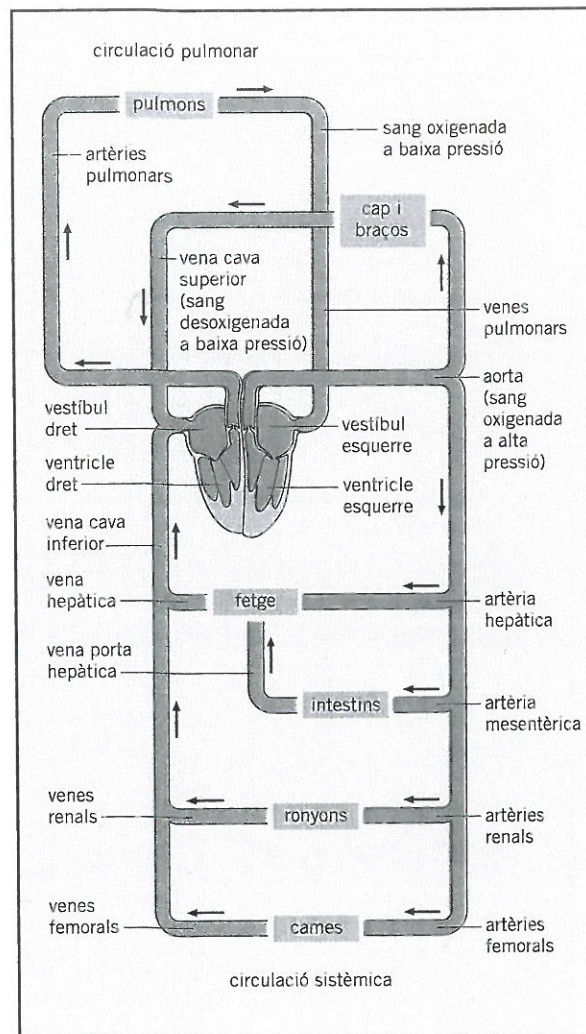 circulació pulmonar
pulmons
sang oxigenada
a baixa pressió
artèries
pulmonars
cap i
braços
vena cava
superior
(sang
desoxigenada
a baixa pressió)
venes
pulmonars
aorta
(sang
oxigenada
a alta
pressió)
vestíbul
dret
vestíbul
esquerre
ventricle
dret
ventricle
esquerre
vena cava
inferior
vena
hepàtica
fetge
artèria
hepàtica
vena porta
hepàtica
intestins
artèria
mesentèrica
venes
renals
ronyons
artèries
renals
venes
femorals
cames
artèries
femorals
circulació sistèmica